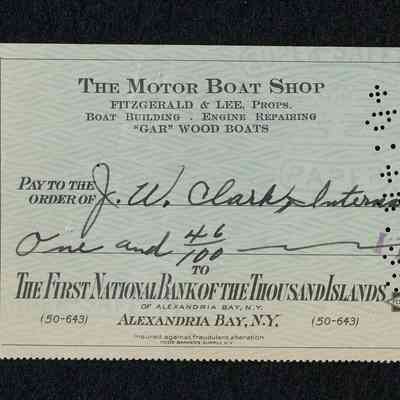 THE MOTOR BOAT SHOP
FITZGERALD & LEE, PROPS.
BOAT BUILDING - ENGINE REPAIRING
"GAR" WOOD BOATS
PAY TO THE
ORDER OF J. W. Clark,
One and 46/100
TO
THE FIRST NATIONAL BANK OF THE THOUSAND ISLANDS
OF ALEXANDRIA BAY, N.Y.
(50-643) ALEXANDRIA BAY, N.Y. (50-643)
Insured against fraudulent alteration